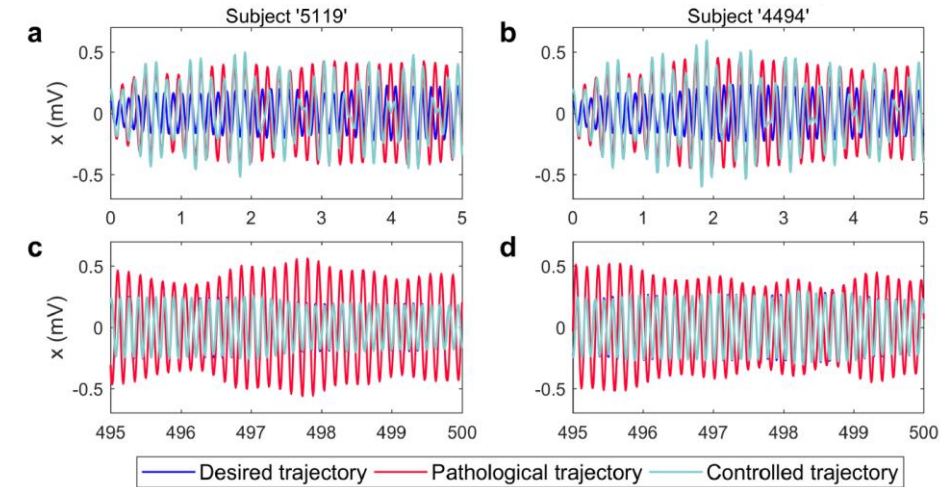 Subject '5119'
Subject '4494'
a
b
x (mV)
0.5
0
-0.5
0.5
0
-0.5
0 1 2 3 4 5
0 1 2 3 4 5
c
d
x (mV)
0.5
0
-0.5
0.5
0
-0.5
495 496 497 498 499 500
495 496 497 498 499 500
Desired trajectory Pathological trajectory Controlled trajectory